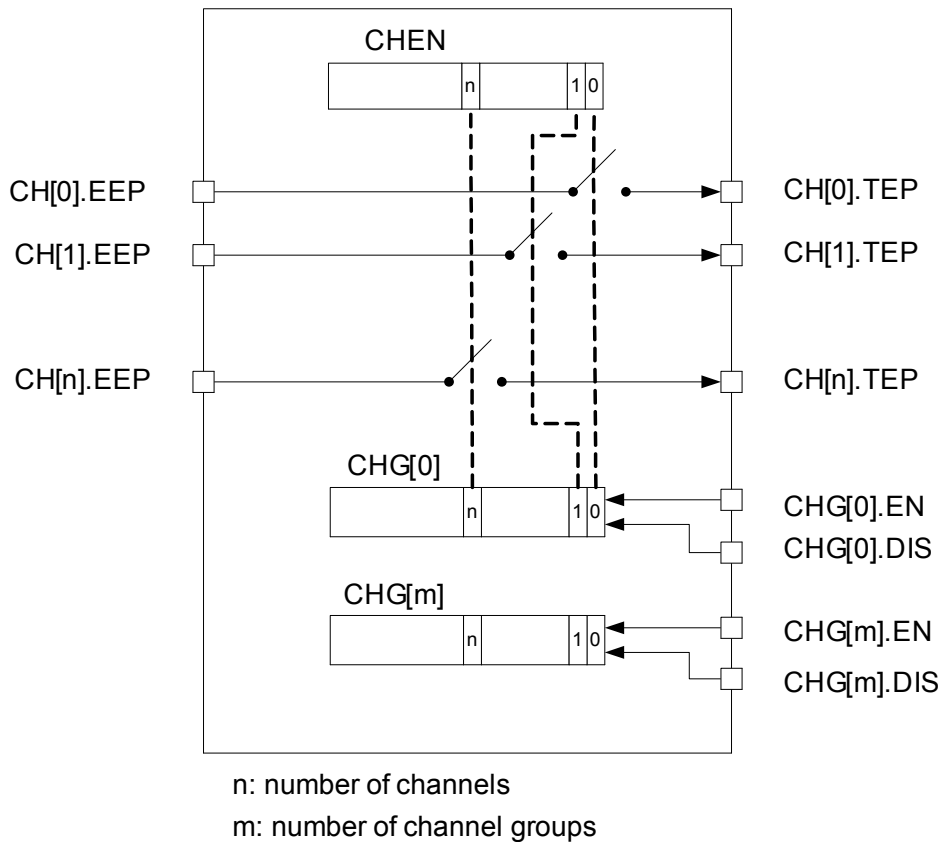 CHEN
n 1 0
CH[0].EEP CH[0].TEP
CH[1].EEP CH[1].TEP
CH[n].EEP CH[n].TEP
CHG[0]
n 1 0
CHG[0].EN
CHG[0].DIS
CHG[m]
n 1 0
CHG[m].EN
CHG[m].DIS
n: number of channels
m: number of channel groups